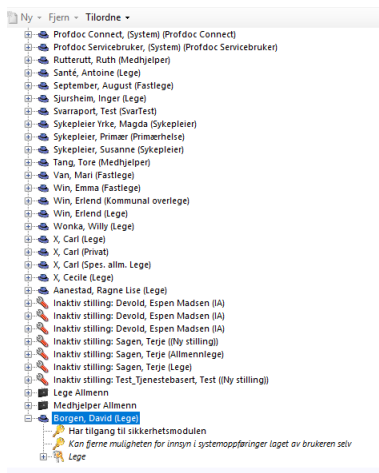 Ny Fjern Tilordne
Profdoc Connect, (System) (Profdoc Connect)
Profdoc Servicebruker, (System) (Profdoc Servicebruker)
Rutterutt, Ruth (Medhjelper)
Santé, Antoine (Lege)
September, August (Fastlege)
Sjursheim, Inger (Lege)
Svarraport, Test (SvarTest)
Sykepleier Yrke, Magda (Sykepleier)
Sykepleier, Primær (Primærhelse)
Sykepleier, Susanne (Sykepleier)
Tang, Tore (Medhjelper)
Van, Mari (Fastlege)
Win, Emma (Fastlege)
Win, Erlend (Kommunal overlege)
Win, Erlend (Lege)
Wonka, Willy (Lege)
X, Carl (Lege)
X, Carl (Privat)
X, Carl (Spes. allm. Lege)
X, Cecile (Lege)
Aanestad, Ragne Lise (Lege)
Inaktiv stilling: Devold, Espen Madsen (IA)
Inaktiv stilling: Devold, Espen Madsen (IA)
Inaktiv stilling: Devold, Espen Madsen (IA)
Inaktiv stilling: Sagen, Terje ((Ny stilling))
Inaktiv stilling: Sagen, Terje (Allmennlege)
Inaktiv stilling: Sagen, Terje (Lege)
Inaktiv stilling: Test_Tjenestebasert, Test ((Ny stilling))
Lege Allmenn
Medhjelper Allmenn
Borgen, David (Lege)
Har tilgang til sikkerhetsmodulen
Kan fjerne muligheten for innsyn i systemoppføringer laget av brukeren selv
Lege